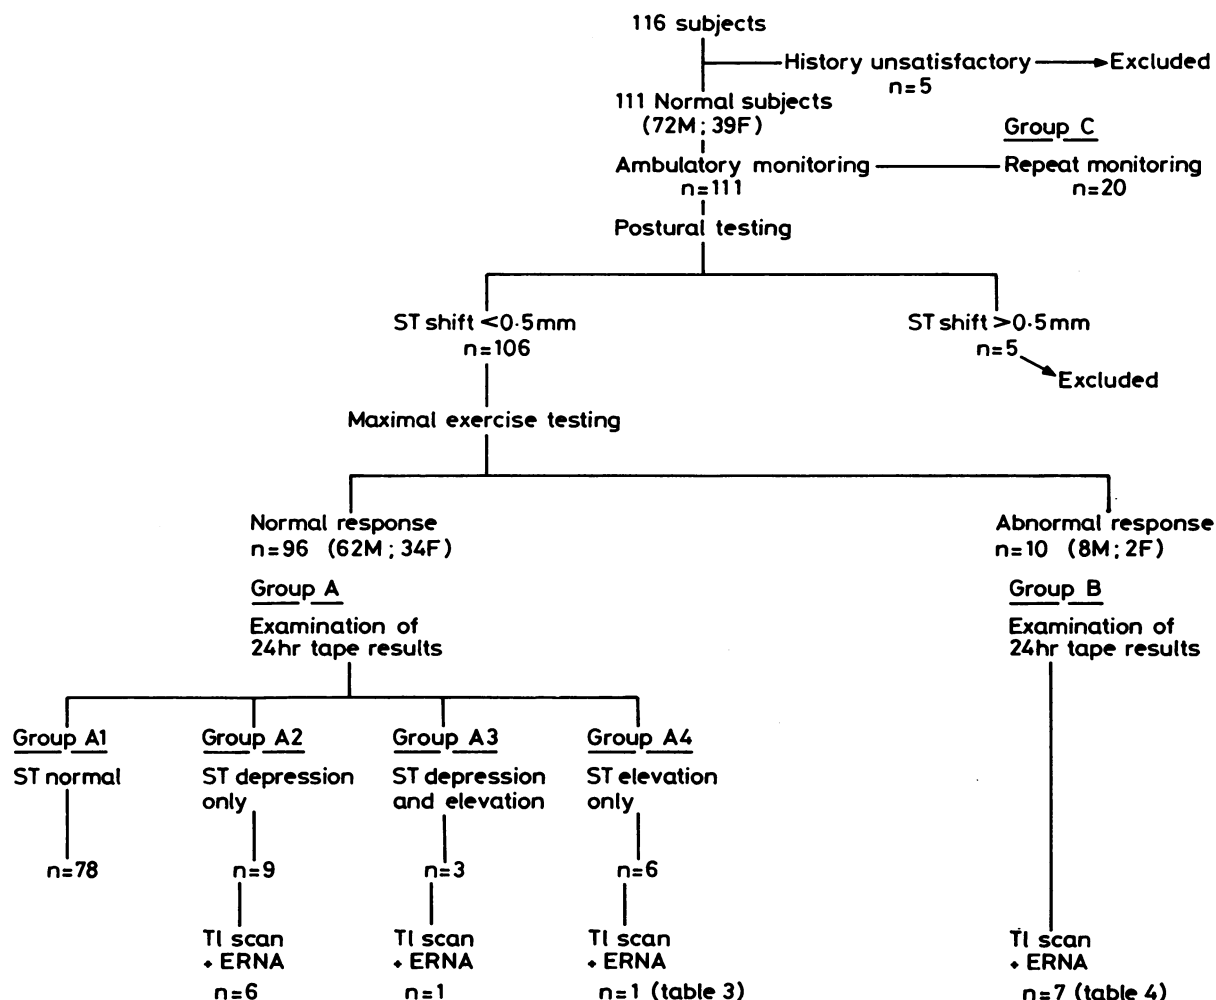 116 subjects
History unsatisfactory
Excluded
n=5
111 Normal subjects
(72M; 39F)
Group C
Ambulatory monitoring
Repeat monitoring
n=111
n=20
Postural testing
ST shift <0·5mm
n=106
ST shift >0·5mm
n=5
Excluded
Maximal exercise testing
Normal response
n=96 (62M; 34F)
Abnormal response
n=10 (8M; 2F)
Group A
Examination of
24hr tape results
Group B
Examination of
24hr tape results
Group A1
ST normal
n=78
Group A2
ST depression
only
n=9
Tl scan
+ ERNA
n=6
Group A3
ST depression
and elevation
n=3
Tl scan
+ ERNA
n=1
Group A4
ST elevation
only
n=6
Tl scan
+ ERNA
n=1 (table 3)
Tl scan
+ ERNA
n=7 (table 4)